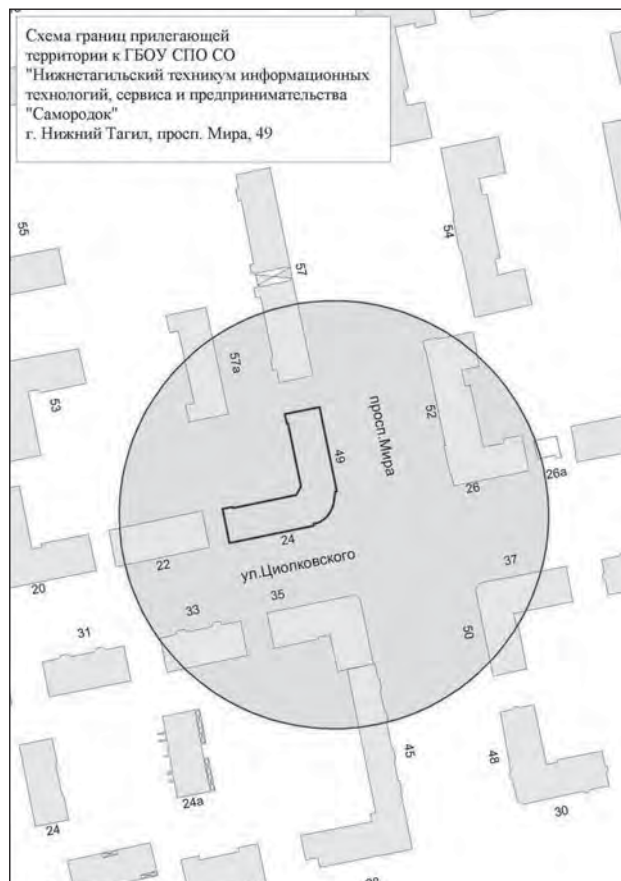 Схема границ прилегающей
территории к ГБОУ СПО СО
"Нижнетагильский техникум информационных
технологий, сервиса и предпринимательства
"Самородок"
г. Нижний Тагил, просп. Мира, 49
55
54
57
57а
53
просп.Мира
52
49
26а
26
24
22
ул.Циолковского
37
20
35
33
31
50
45
48
24а
30
24